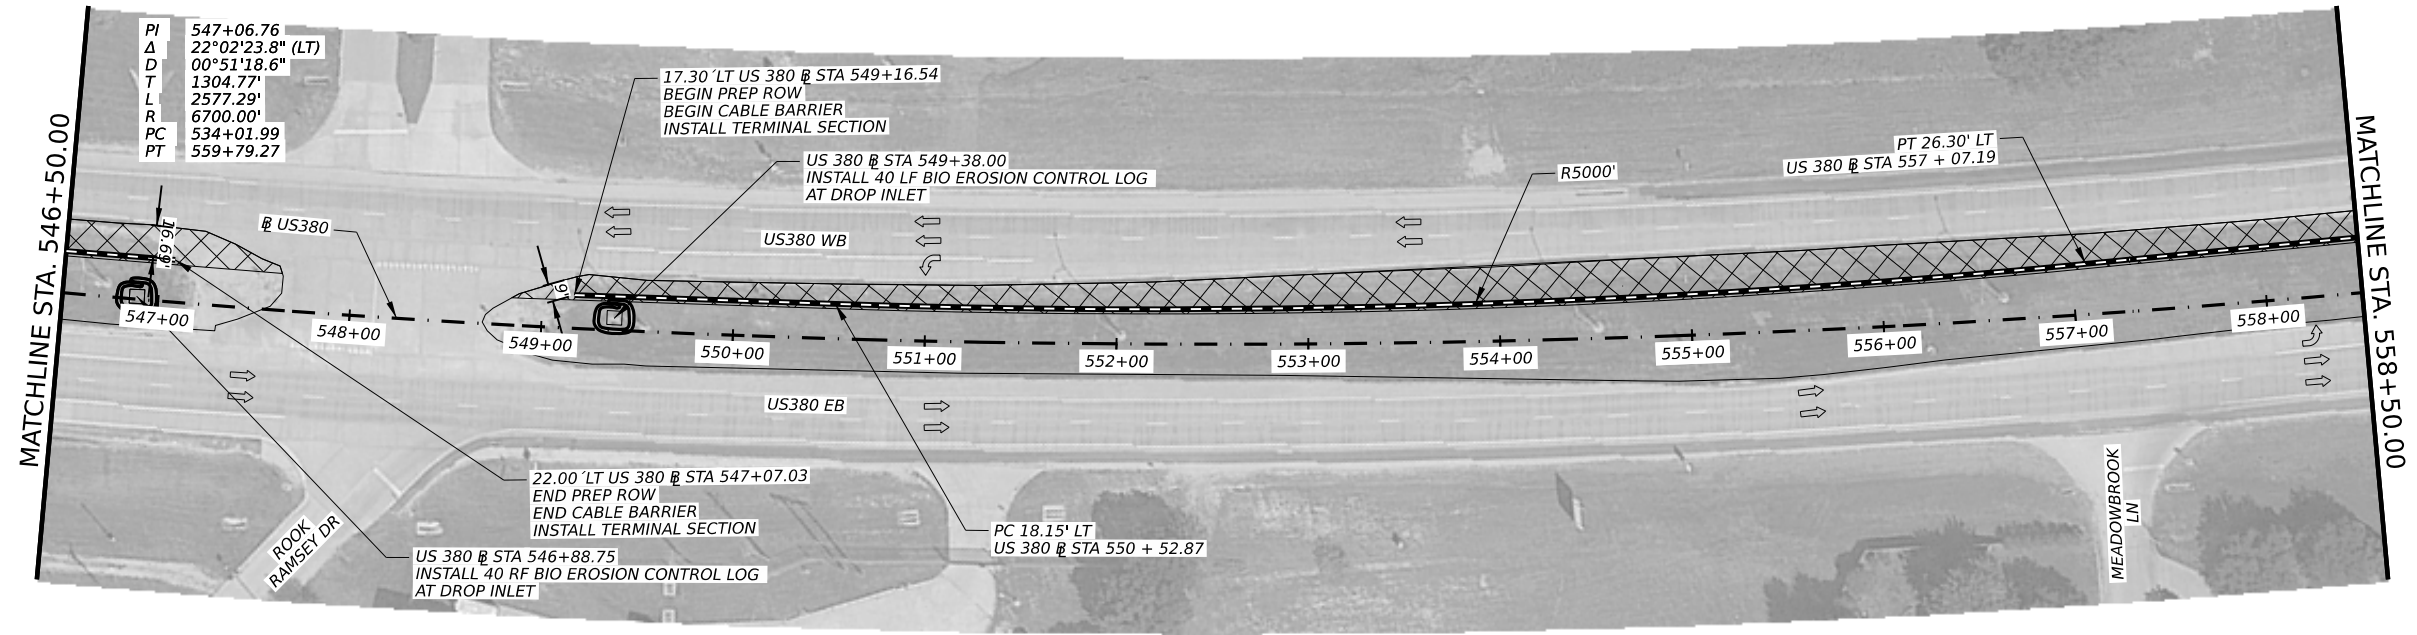 PI 547+06.76
Δ 22°02'23.8" (LT)
D 00°51'18.6"
T 1304.77'
L 2577.29'
R 6700.00'
PC 534+01.99
PT 559+79.27
MATCHLINE STA. 546+50.00
17.30´LT US 380 ℄ STA 549+16.54
BEGIN PREP ROW
BEGIN CABLE BARRIER
INSTALL TERMINAL SECTION
US 380 ℄ STA 549+38.00
INSTALL 40 LF BIO EROSION CONTROL LOG
AT DROP INLET
R5000'
PT 26.30' LT
US 380 ℄ STA 557 + 07.19
MATCHLINE STA. 558+50.00
16.69'
℄ US380
US380 WB
9'
547+00
548+00
549+00
550+00
551+00
552+00
553+00
554+00
555+00
556+00
557+00
558+00
US380 EB
22.00´LT US 380 ℄ STA 547+07.03
END PREP ROW
END CABLE BARRIER
INSTALL TERMINAL SECTION
PC 18.15' LT
US 380 ℄ STA 550 + 52.87
ROOK
RAMSEY DR
US 380 ℄ STA 546+88.75
INSTALL 40 RF BIO EROSION CONTROL LOG
AT DROP INLET
MEADOWBROOK
LN